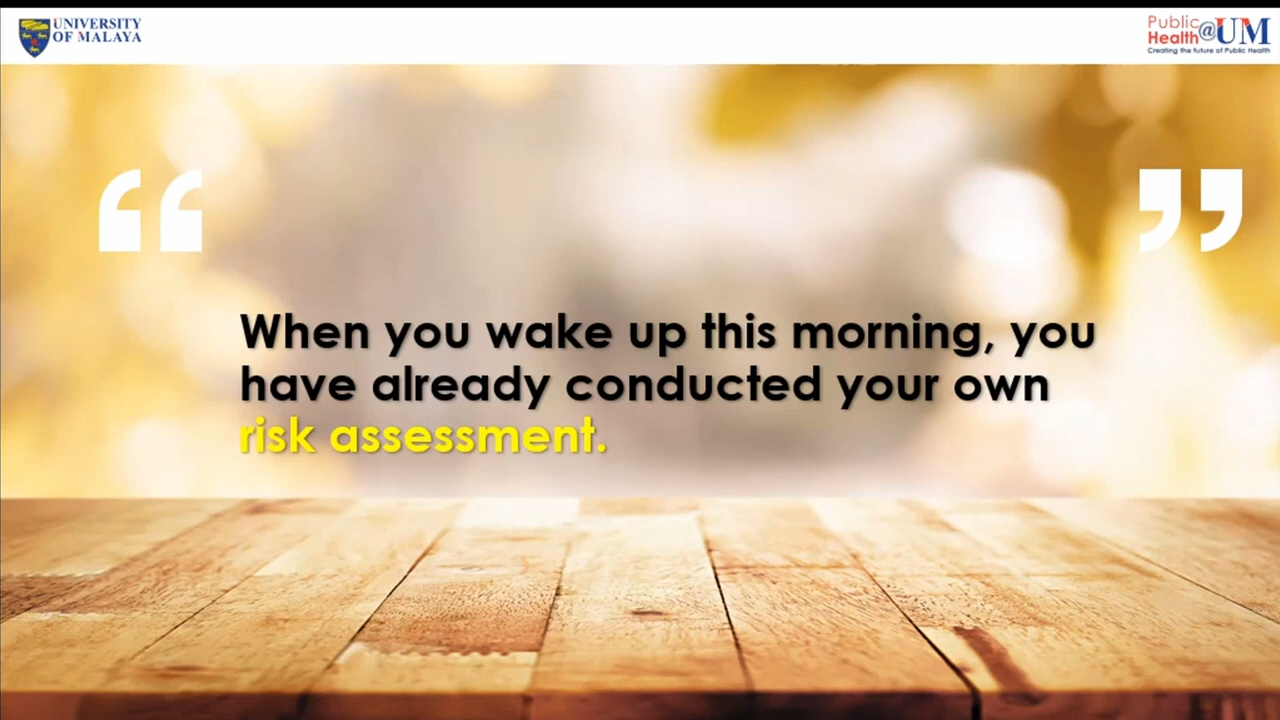 UNIVERSITY
OF MALAYA
Public
Health@UM
Creating the future of Public Health
“ ”
When you wake up this morning, you
have already conducted your own
risk assessment.